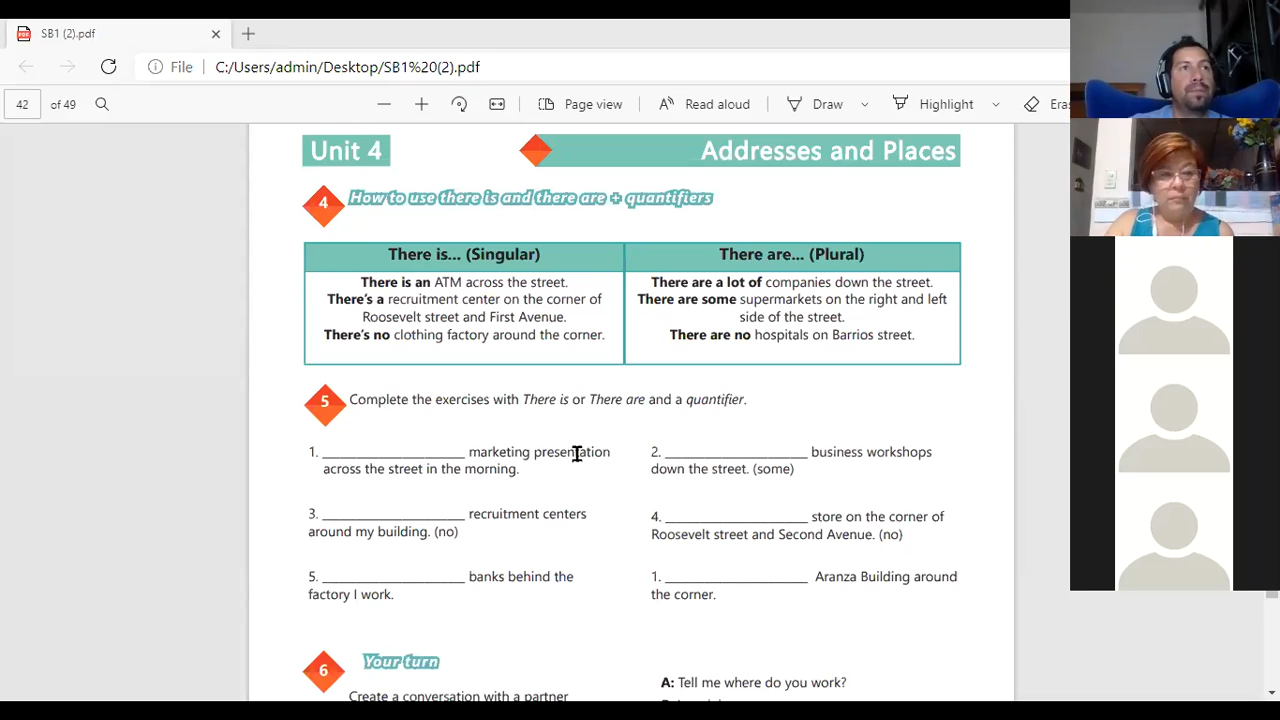 SB1 (2).pdf
File C:/Users/admin/Desktop/SB1%20(2).pdf
42 of 49 Page view Read aloud Draw Highlight Eras
Unit 4 Addresses and Places
4 How to use there is and there are + quantifiers
There is... (Singular) There are... (Plural)
There is an ATM across the street.
There's a recruitment center on the corner of
Roosevelt street and First Avenue.
There's no clothing factory around the corner.
There are a lot of companies down the street.
There are some supermarkets on the right and left
side of the street.
There are no hospitals on Barrios street.
5 Complete the exercises with There is or There are and a quantifier.
1. ____________________ marketing presentation
across the street in the morning.
2. ____________________ business workshops
down the street. (some)
3. ____________________ recruitment centers
around my building. (no)
4. ____________________ store on the corner of
Roosevelt street and Second Avenue. (no)
5. ____________________ banks behind the
factory I work.
1. ____________________ Aranza Building around
the corner.
6 Your turn
Create a conversation with a partner
A: Tell me where do you work?